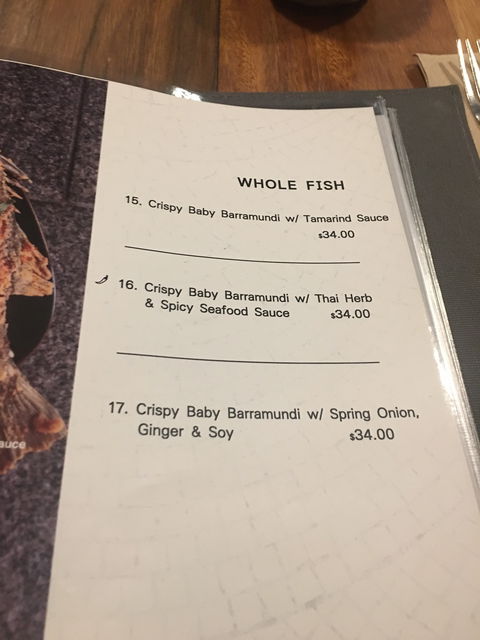 WHOLE FISH
15. Crispy Baby Barramundi w/ Tamarind Sauce
$34.00
16. Crispy Baby Barramundi w/ Thai Herb
& Spicy Seafood Sauce $34.00
17. Crispy Baby Barramundi w/ Spring Onion,
Ginger & Soy $34.00
auce